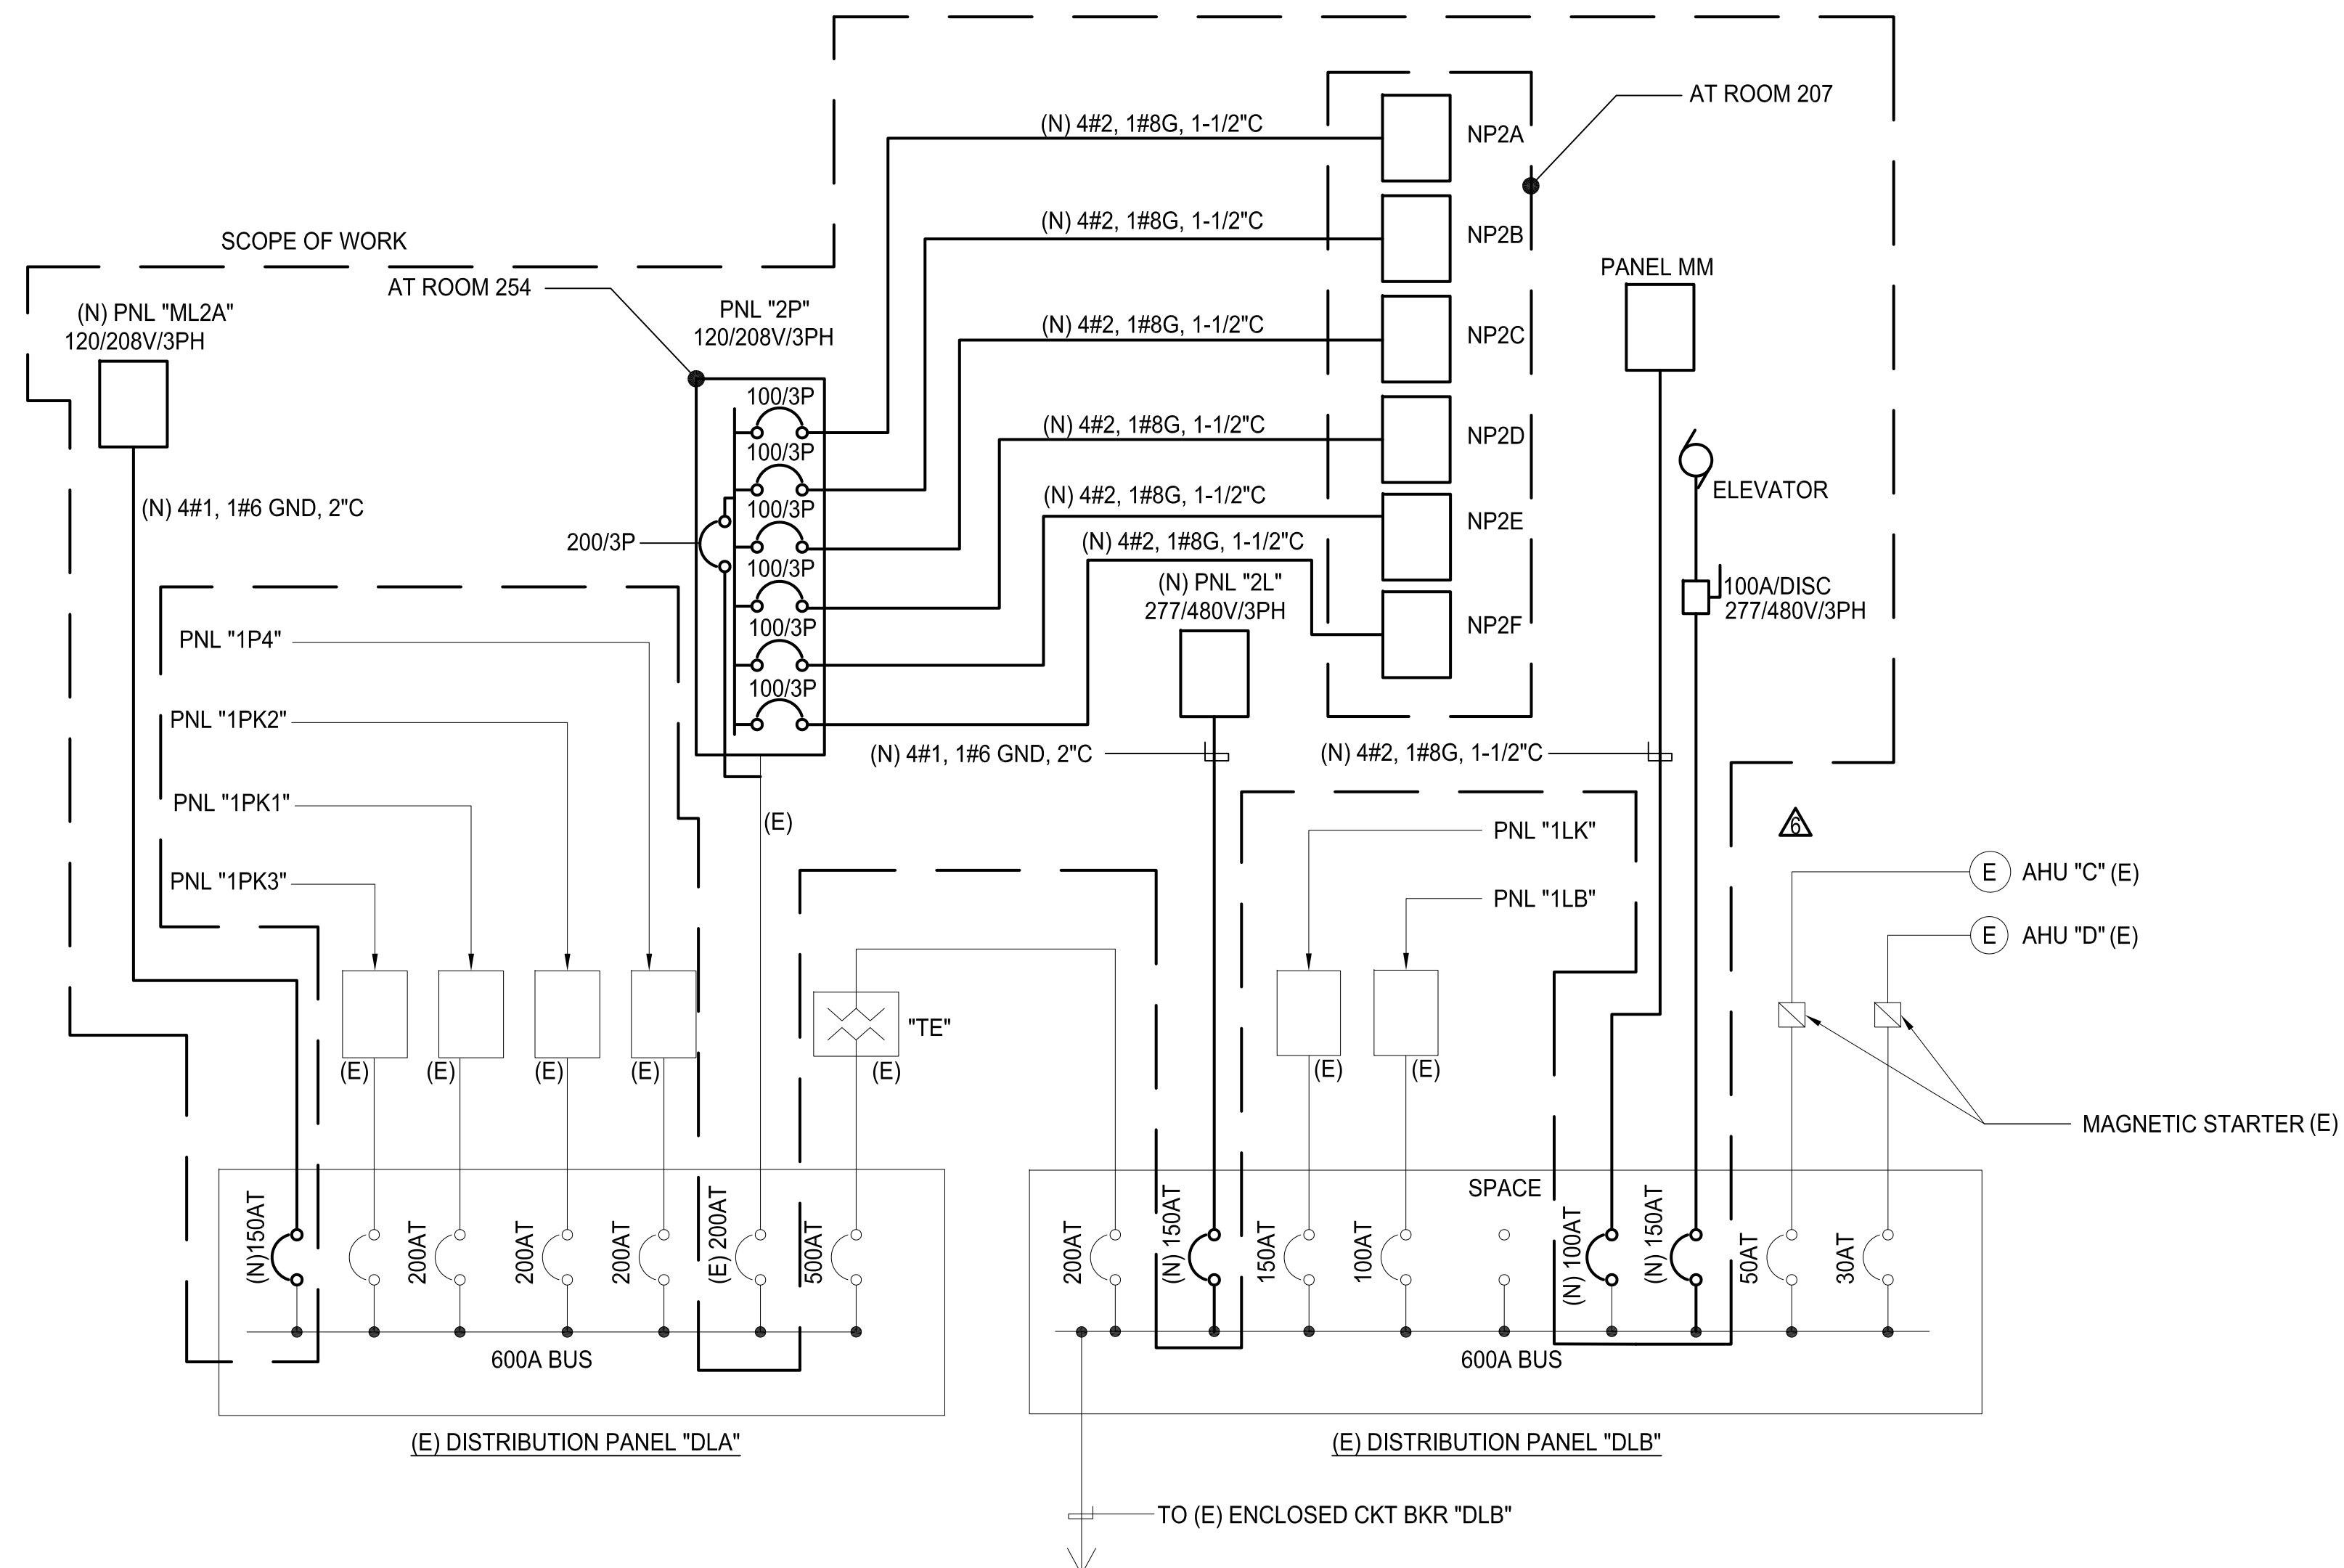 AT ROOM 207
(N) 4#2, 1#8G, 1-1/2"C
NP2A
(N) 4#2, 1#8G, 1-1/2"C
NP2B
SCOPE OF WORK
PANEL MM
AT ROOM 254
(N) PNL "ML2A"
120/208V/3PH
PNL "2P"
120/208V/3PH
(N) 4#2, 1#8G, 1-1/2"C
NP2C
100/3P
(N) 4#2, 1#8G, 1-1/2"C
NP2D
100/3P
(N) 4#1, 1#6 GND, 2"C
100/3P
(N) 4#2, 1#8G, 1-1/2"C
ELEVATOR
NP2E
200/3P
(N) 4#2, 1#8G, 1-1/2"C
100/3P
(N) PNL "2L"
277/480V/3PH
100A/DISC
277/480V/3PH
100/3P
NP2F
PNL "1P4"
100/3P
PNL "1PK2"
(N) 4#1, 1#6 GND, 2"C
(N) 4#2, 1#8G, 1-1/2"C
PNL "1PK1"
(E)
PNL "1LK"
6
PNL "1PK3"
PNL "1LB"
E
AHU "C" (E)
E
AHU "D" (E)
"TE"
(E)
(E)
(E)
(E)
(E)
(E)
(E)
MAGNETIC STARTER (E)
SPACE
(N)150AT
200AT
200AT
200AT
(E) 200AT
500AT
200AT
(N) 150AT
150AT
100AT
(N) 100AT
(N) 150AT
50AT
30AT
600A BUS
600A BUS
(E) DISTRIBUTION PANEL "DLA"
(E) DISTRIBUTION PANEL "DLB"
TO (E) ENCLOSED CKT BKR "DLB"